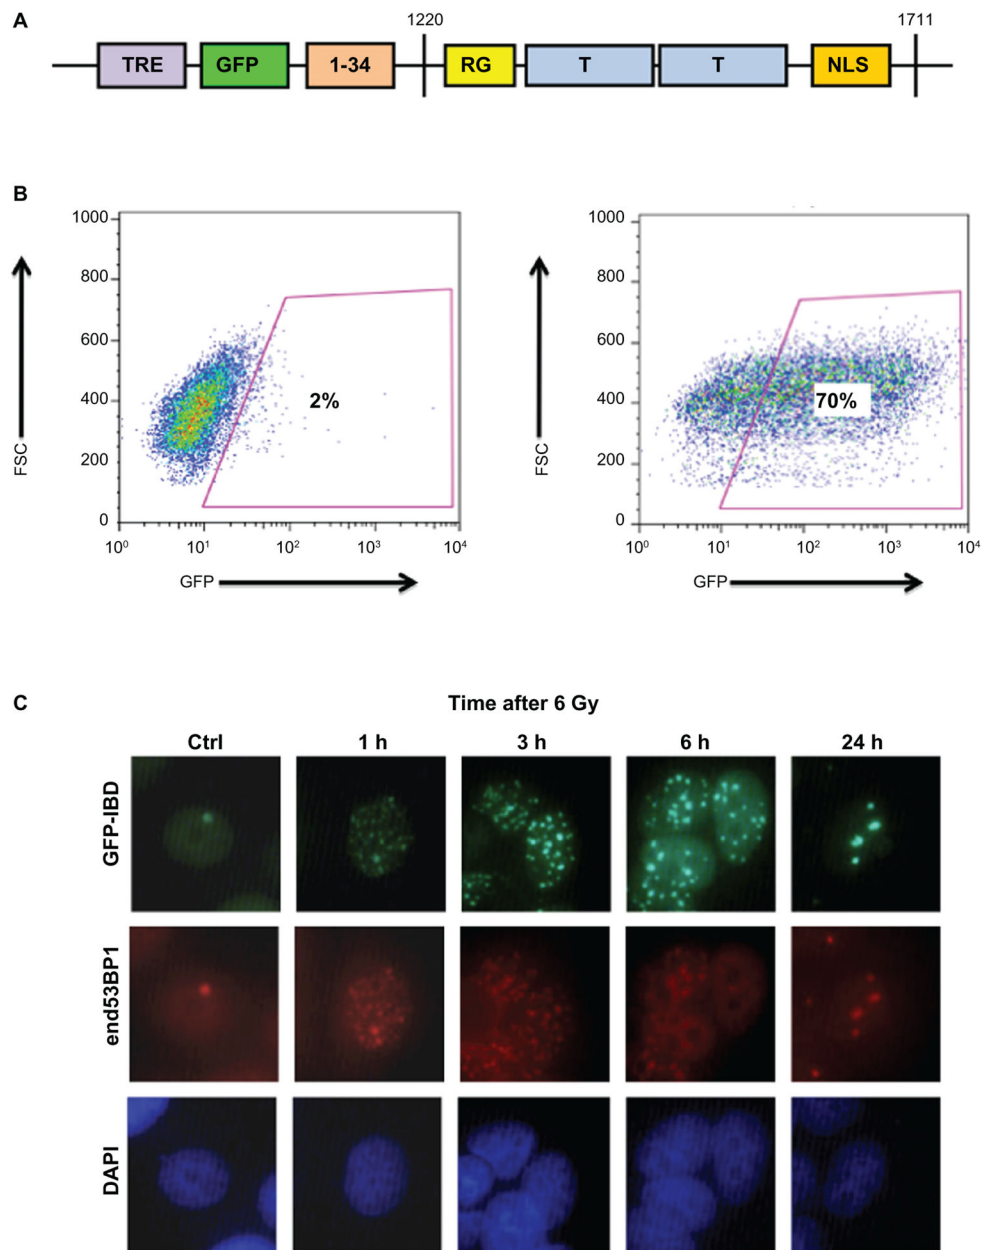 A
1220
1711
TRE
GFP
1-34
RG
T
T
NLS
B
1000
800
600
400
200
0
FSC
2%
10⁰
10¹
10²
10³
10⁴
GFP
1000
800
600
400
200
0
FSC
70%
10⁰
10¹
10²
10³
10⁴
GFP
C
Time after 6 Gy
Ctrl
1 h
3 h
6 h
24 h
GFP-IBD
end53BP1
DAPI